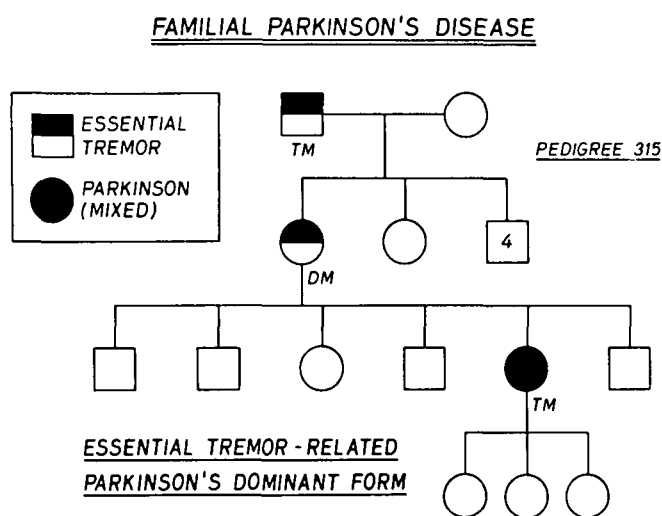 FAMILIAL PARKINSON'S DISEASE
ESSENTIAL
TREMOR
PARKINSON
(MIXED)
TM
PEDIGREE 315
4
DM
TM
ESSENTIAL TREMOR-RELATED
PARKINSON'S DOMINANT FORM